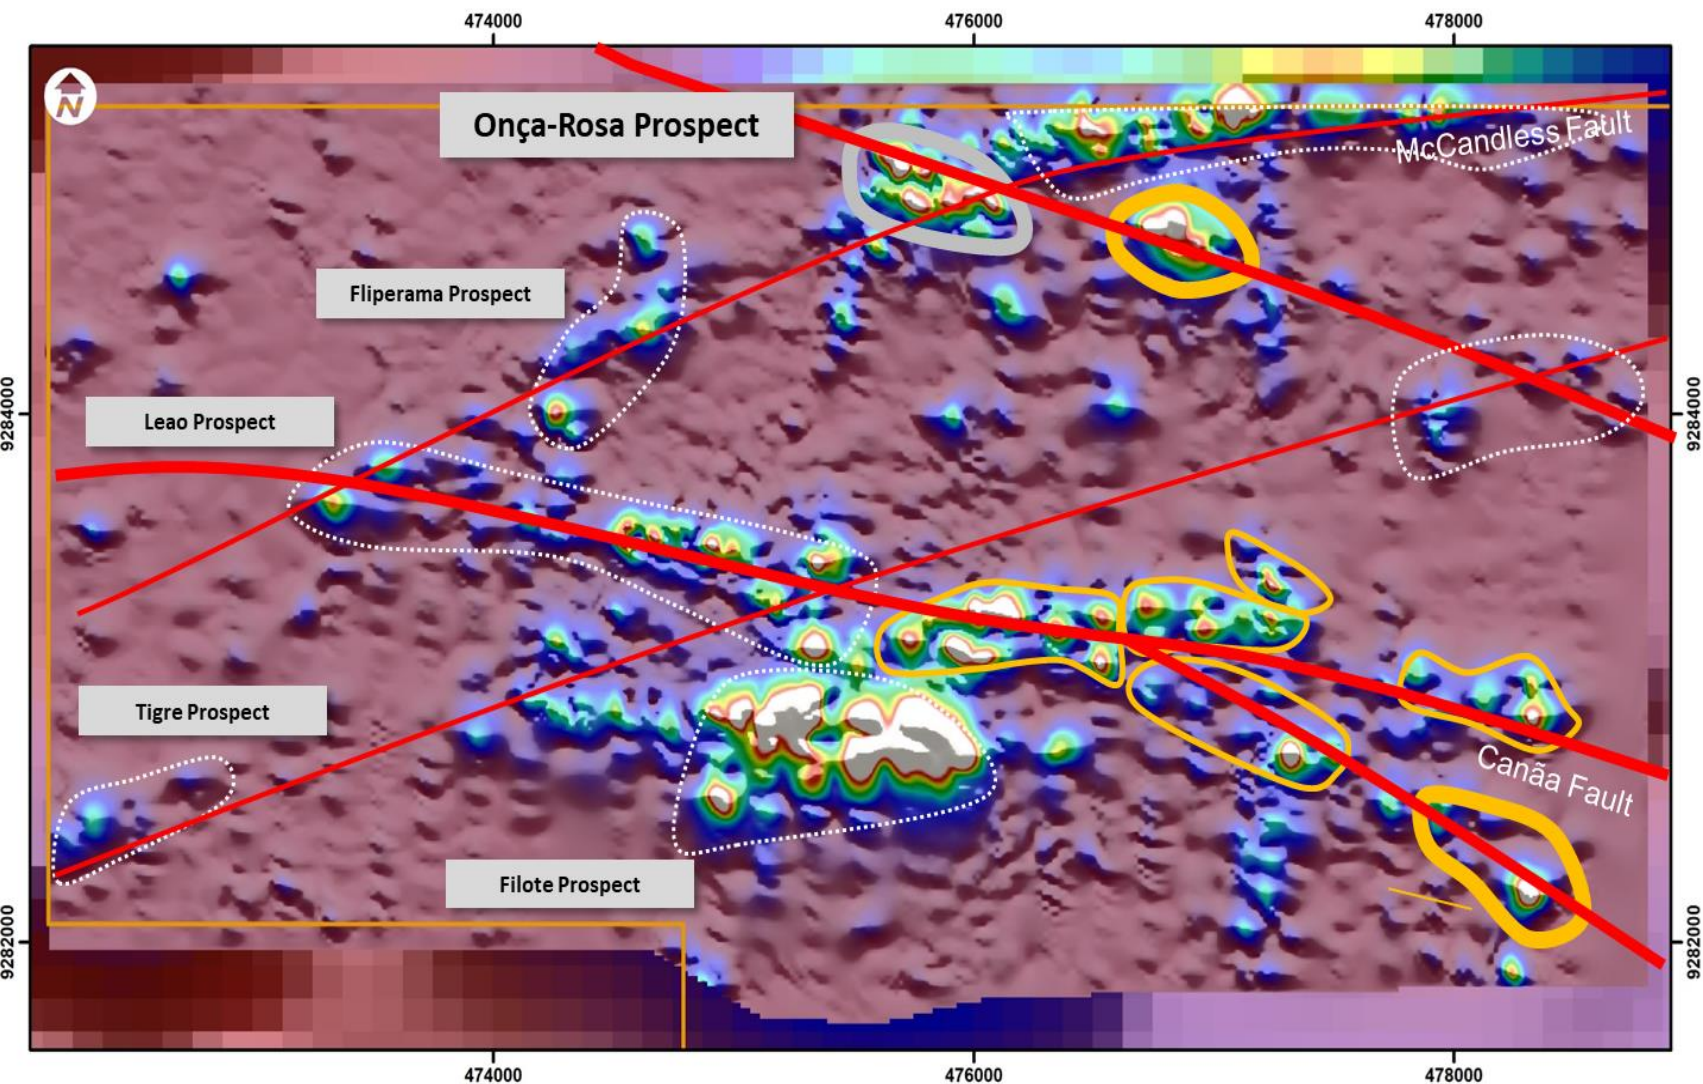 474000
476000
478000
N
Onça-Rosa Prospect
McCandless Fault
Fliperama Prospect
9284000
9284000
Leao Prospect
Tigre Prospect
Canãa Fault
Filote Prospect
9282000
9282000
474000
476000
478000